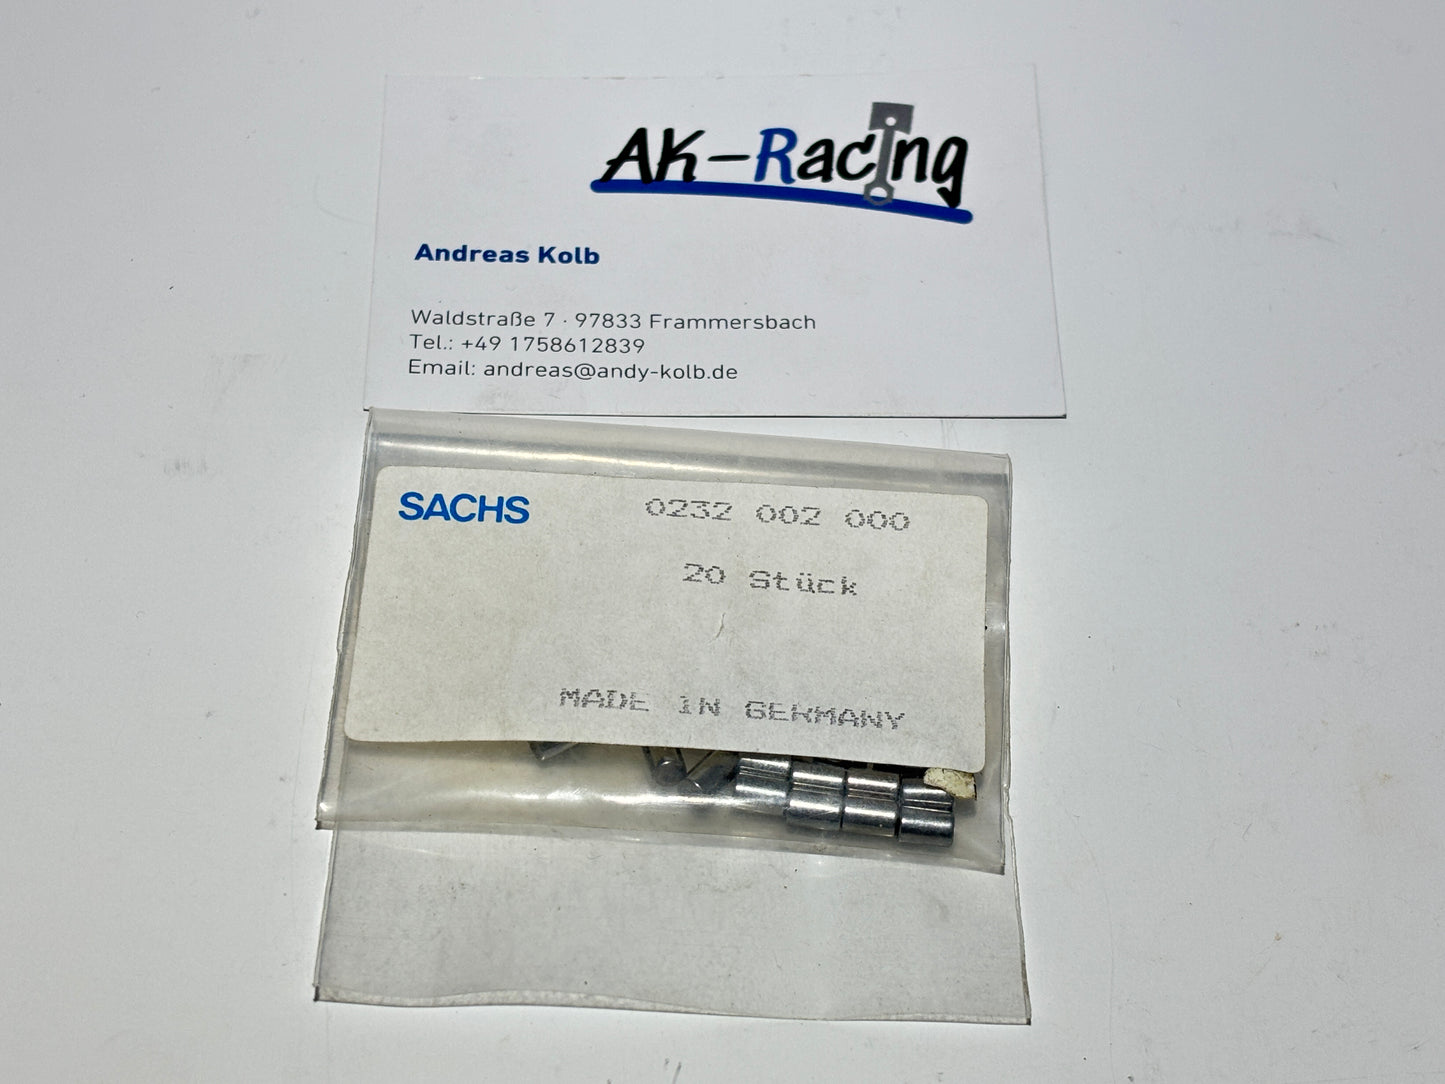 AK-Racing
Andreas Kolb
Waldstraße 7 · 97833 Frammersbach
Tel.: +49 1758612839
Email: andreas@andy-kolb.de
SACHS
0232 002 000
20 Stück
MADE IN GERMANY